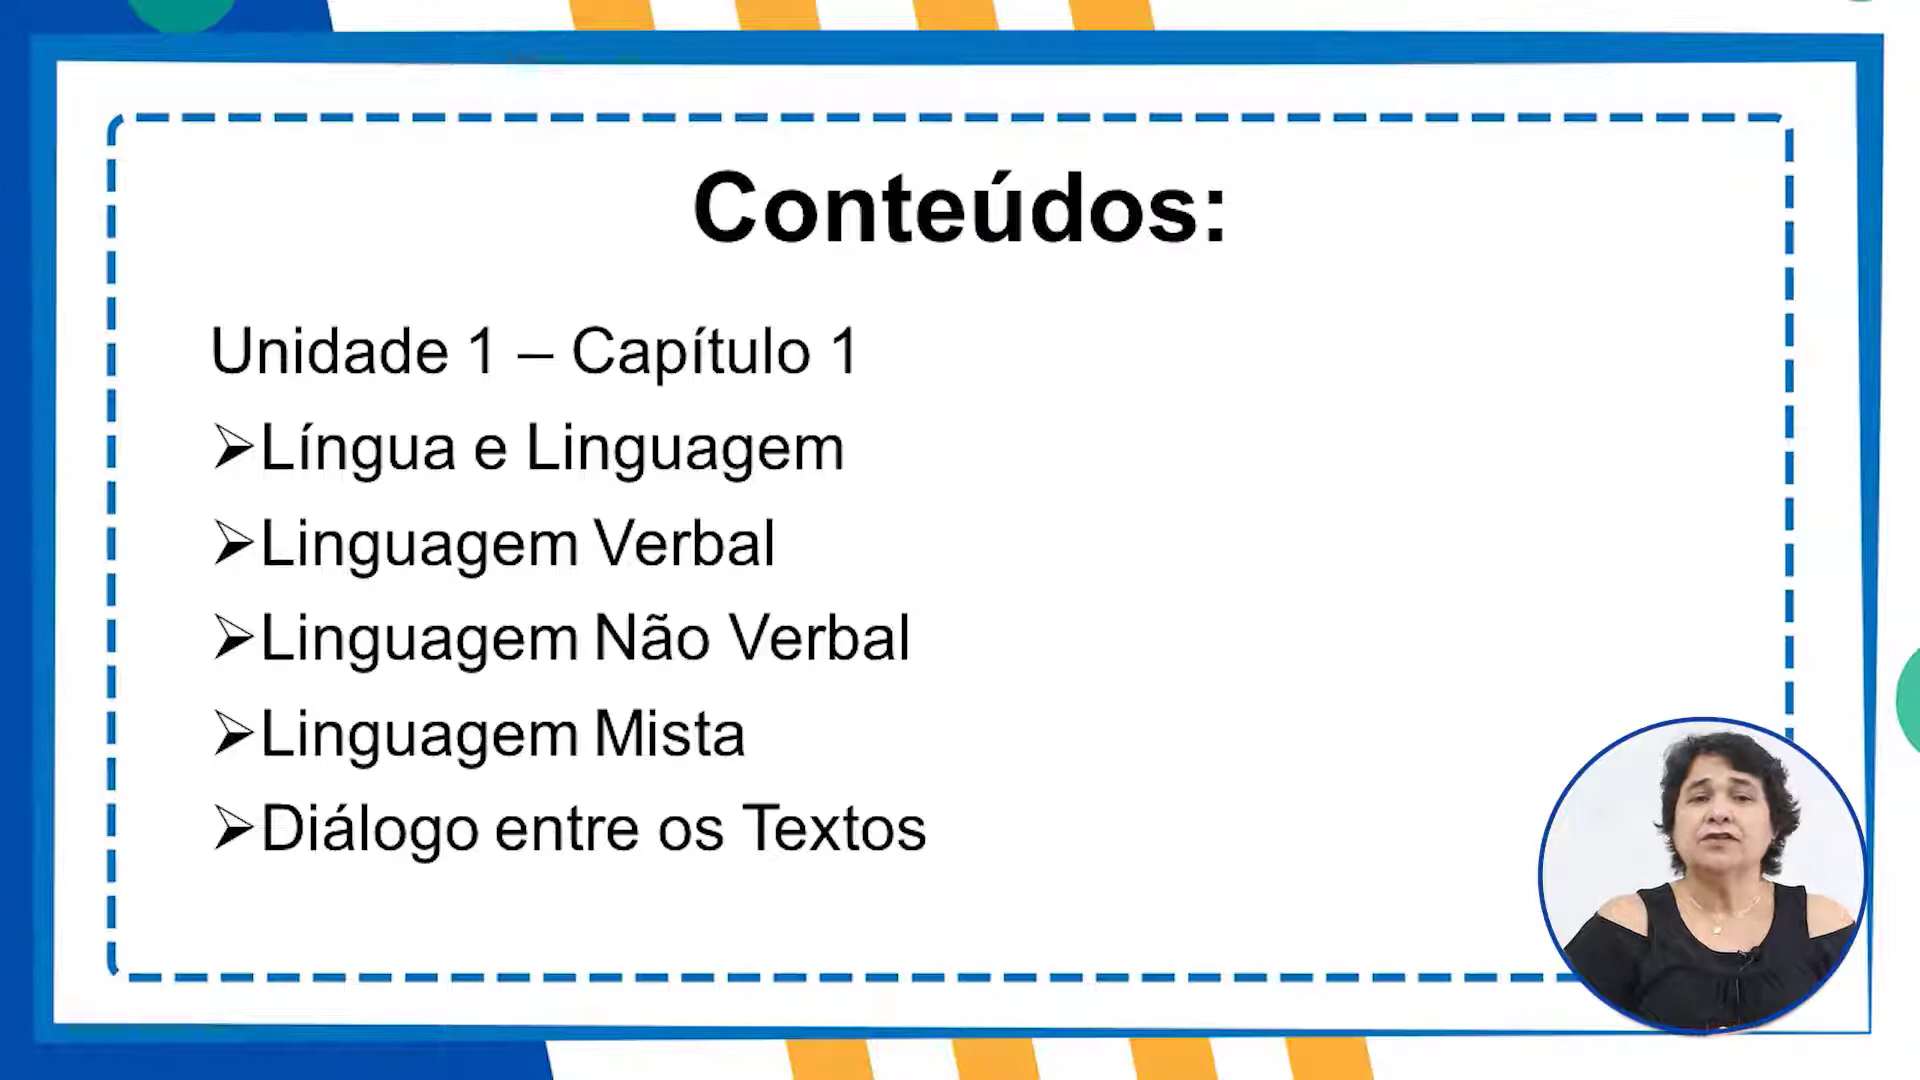 Conteúdos:
Unidade 1 – Capítulo 1
➢Língua e Linguagem
➢Linguagem Verbal
➢Linguagem Não Verbal
➢Linguagem Mista
➢Diálogo entre os Textos